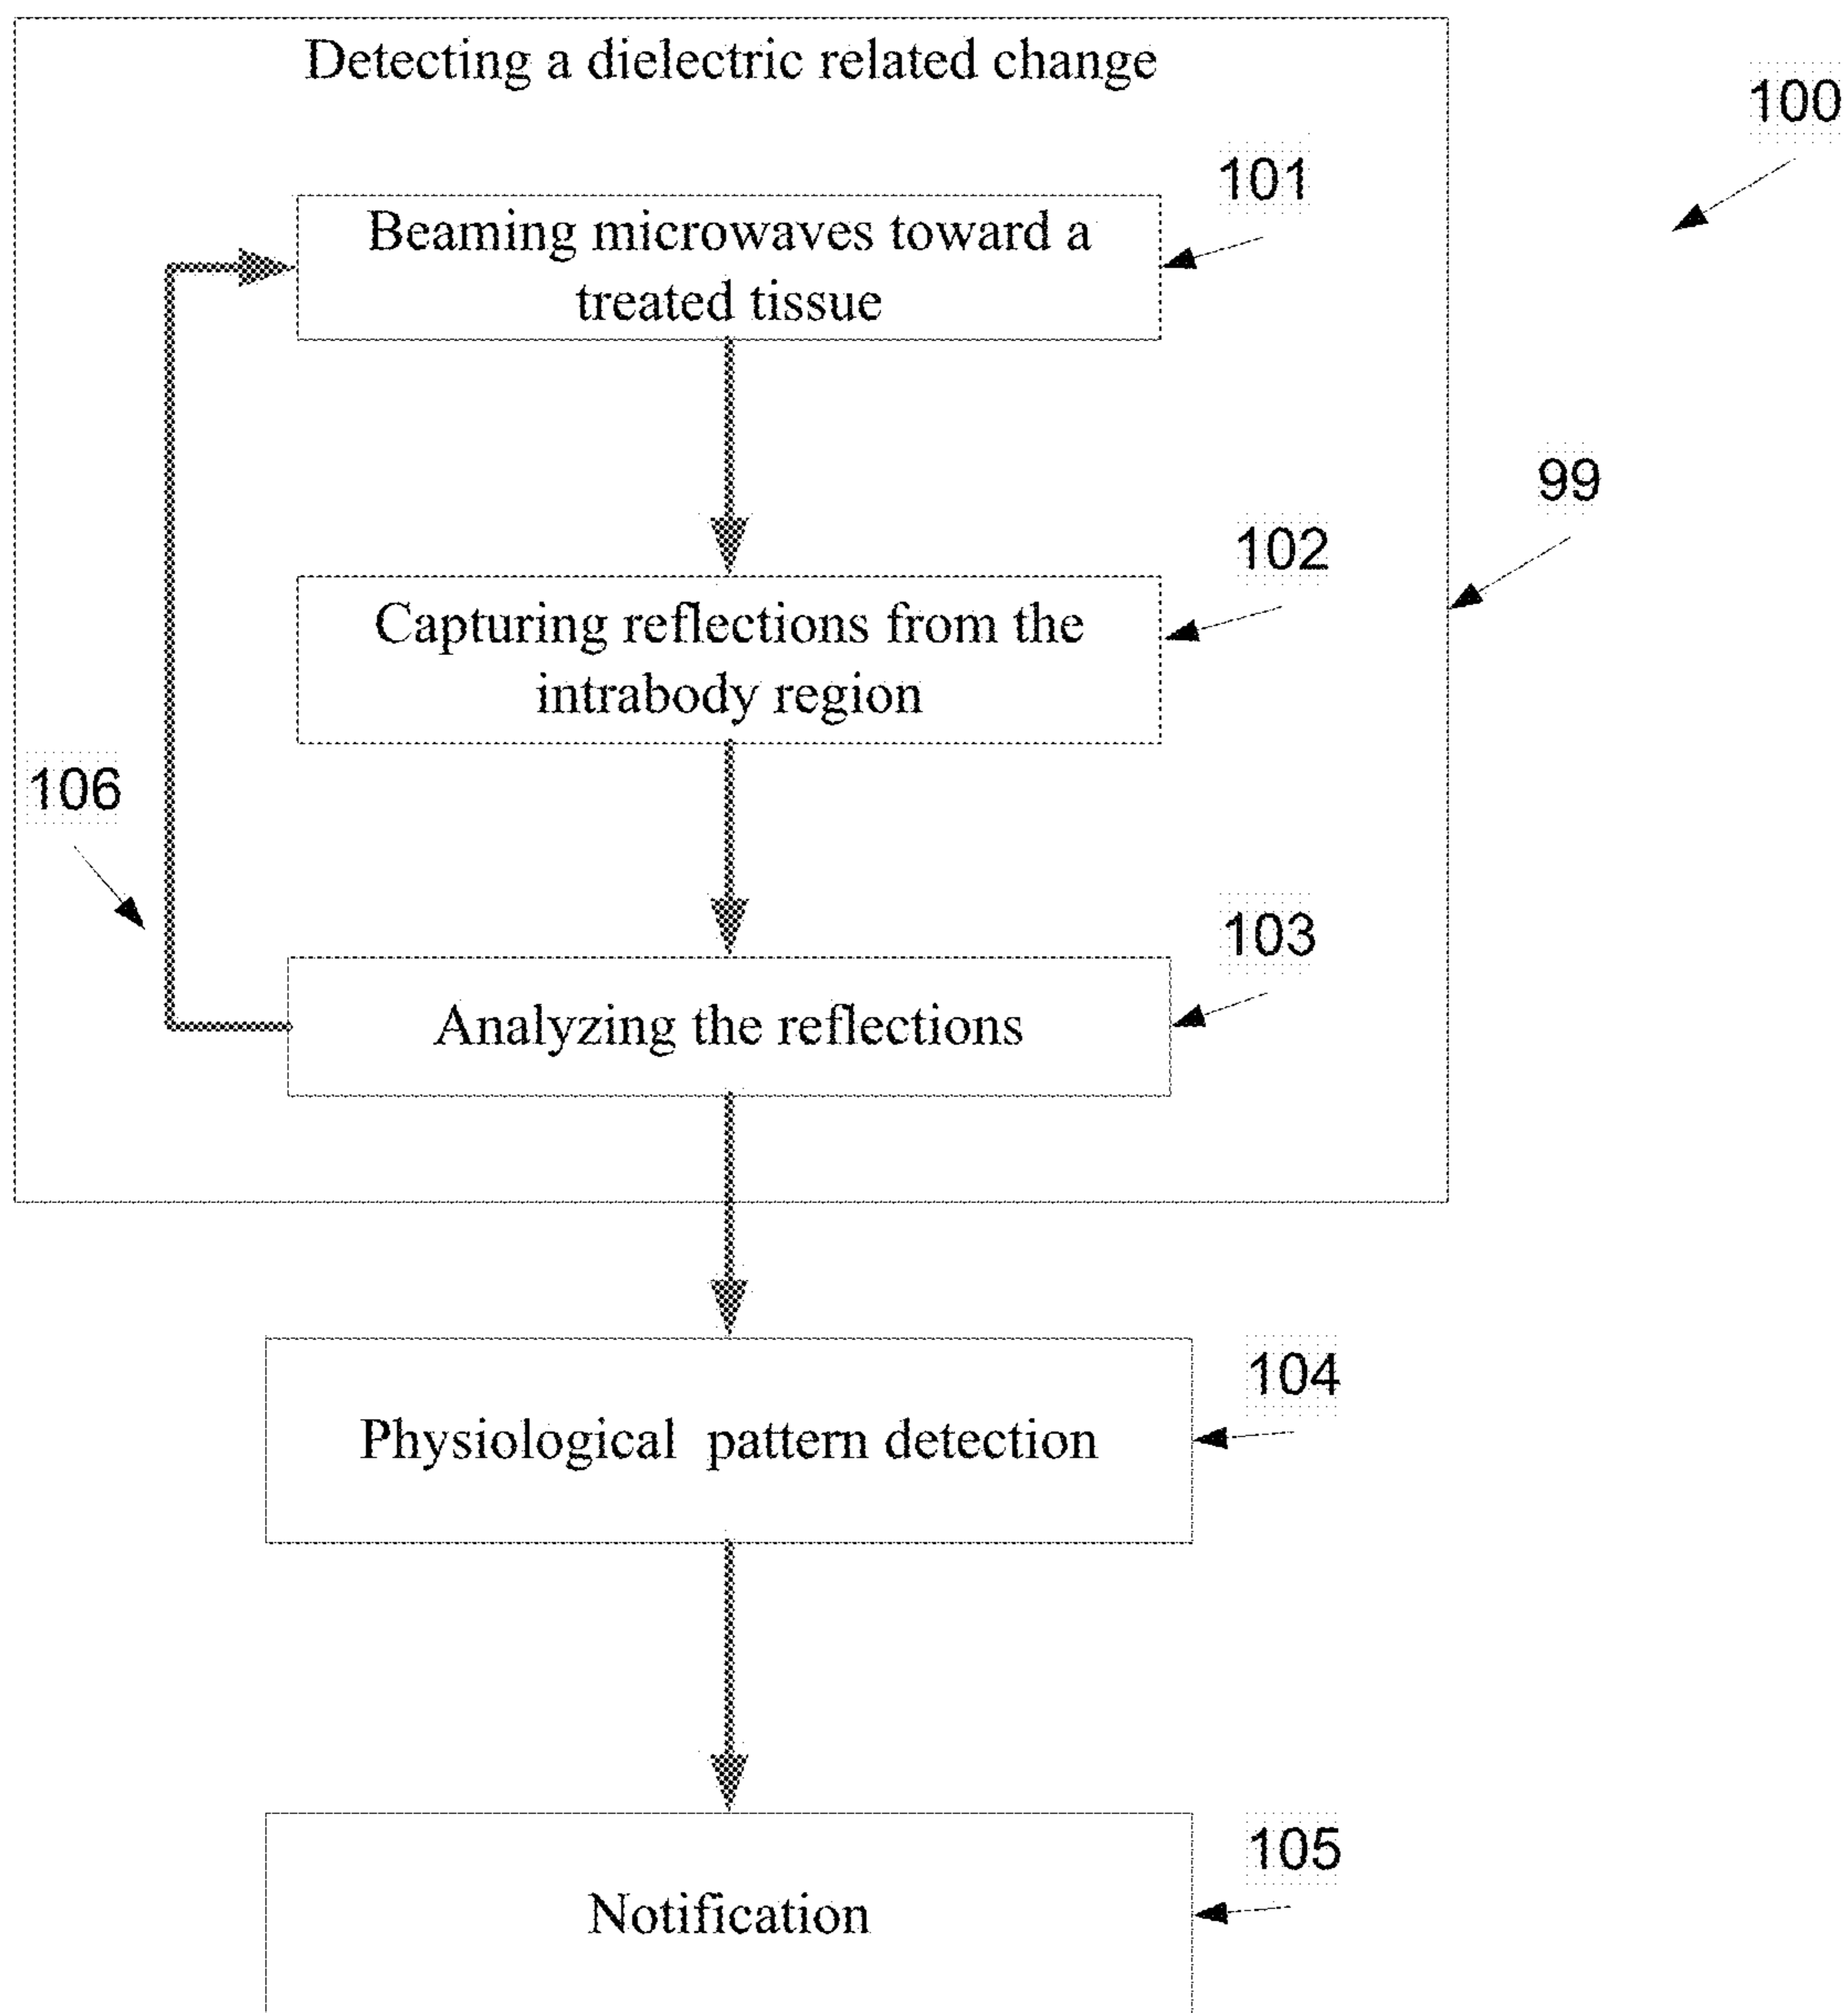 Detecting a dielectric related change
100
101
Beaming microwaves toward a
treated tissue
99
102
Capturing reflections from the
intrabody region
106
103
Analyzing the reflections
104
Physiological pattern detection
105
Notification